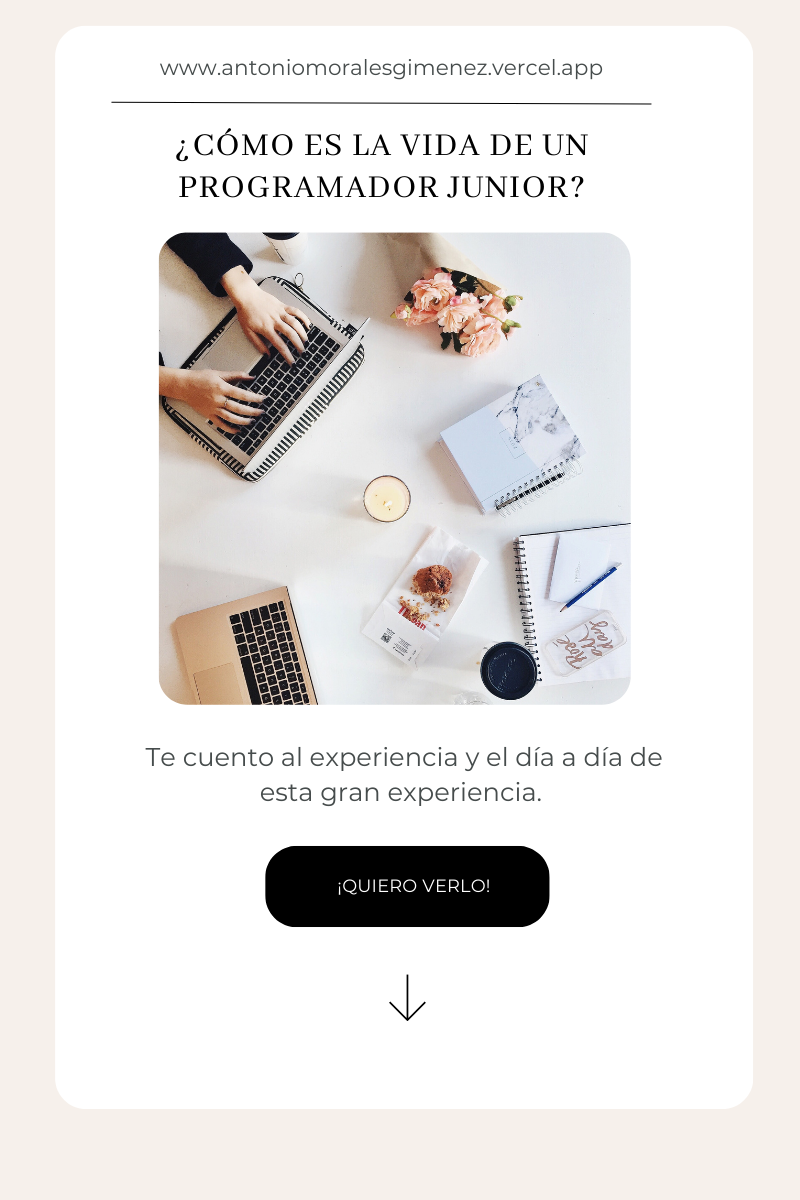 www.antoniomoralesgimenez.vercel.app
¿CÓMO ES LA VIDA DE UN
PROGRAMADOR JUNIOR?
Te cuento al experiencia y el día a día de
esta gran experiencia.
¡QUIERO VERLO!